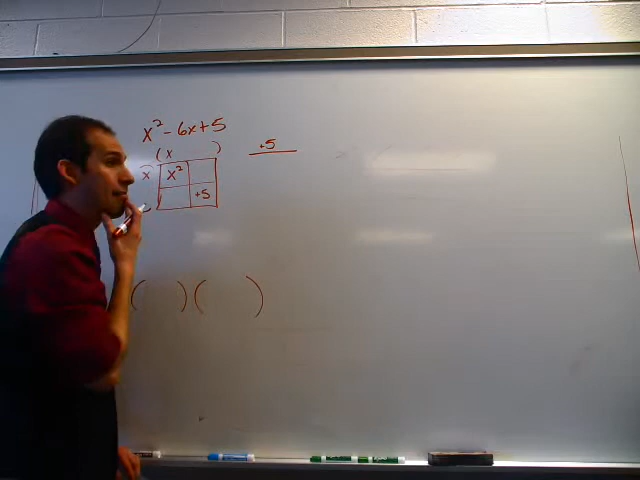 x² - 6x + 5
+5
(x )
x x²
+5
( ) ( )